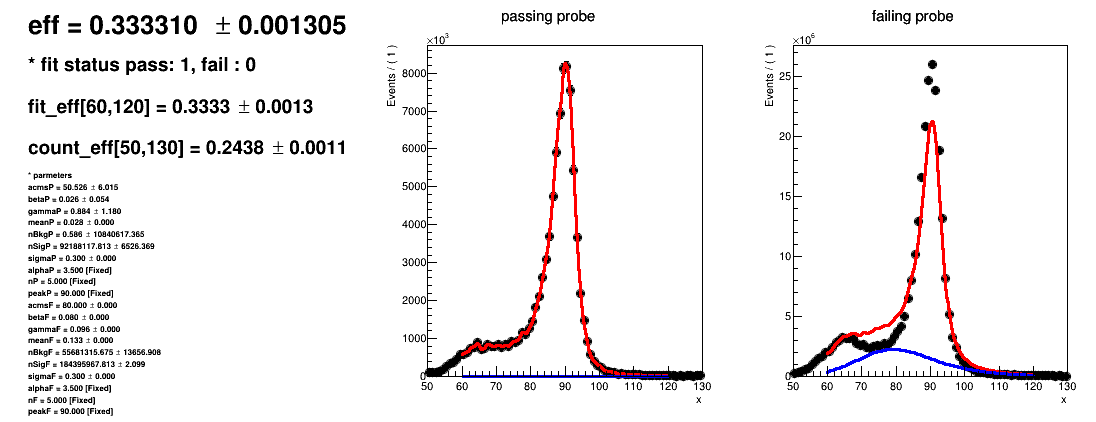 eff = 0.333310 ± 0.001305
* fit status pass: 1, fail : 0
fit_eff[60,120] = 0.3333 ± 0.0013
count_eff[50,130] = 0.2438 ± 0.0011
* parmeters
acmsP = 50.526 ± 6.015
betaP = 0.026 ± 0.054
gammaP = 0.884 ± 1.180
meanP = 0.028 ± 0.000
nBkgP = 0.586 ± 10840617.365
nSigP = 92188117.813 ± 6526.369
sigmaP = 0.300 ± 0.000
alphaP = 3.500 [Fixed]
nP = 5.000 [Fixed]
peakP = 90.000 [Fixed]
acmsF = 80.000 ± 0.000
betaF = 0.080 ± 0.000
gammaF = 0.096 ± 0.000
meanF = 0.133 ± 0.000
nBkgF = 55681315.675 ± 13656.908
nSigF = 184395967.813 ± 2.099
sigmaF = 0.300 ± 0.000
alphaF = 3.500 [Fixed]
nF = 5.000 [Fixed]
peakF = 90.000 [Fixed]
passing probe
×10³
Events / ( 1 )
8000
7000
6000
5000
4000
3000
2000
1000
0
50 60 70 80 90 100 110 120 130
x
failing probe
×10⁶
Events / ( 1 )
25
20
15
10
5
0
50 60 70 80 90 100 110 120 130
x